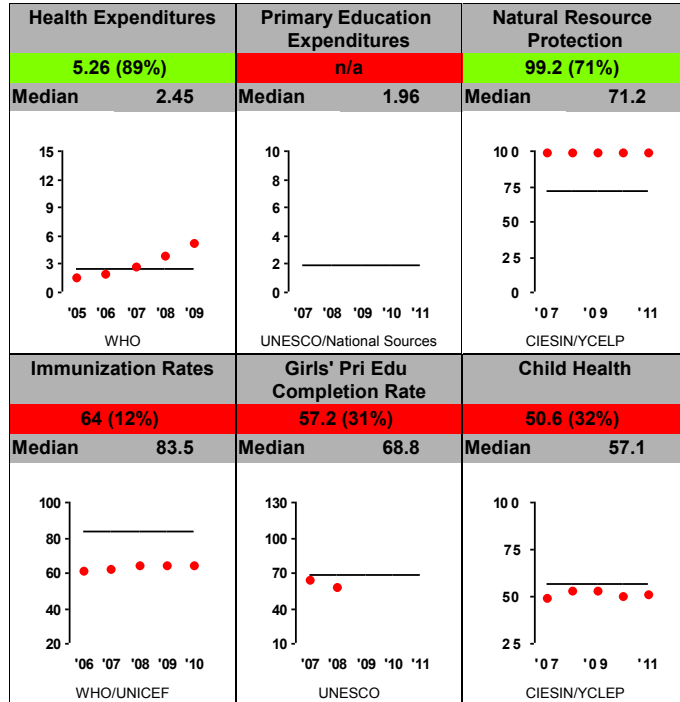 Health Expenditures
5.26 (89%)
Median 2.45
15
12
9
6
3
0
'05 '06 '07 '08 '09
WHO
Primary Education
Expenditures
n/a
Median 1.96
10
8
6
4
2
0
'07 '08 '09 '10 '11
UNESCO/National Sources
Natural Resource
Protection
99.2 (71%)
Median 71.2
100
75
50
25
0
'07 '09 '11
CIESIN/YCELP
Immunization Rates
64 (12%)
Median 83.5
100
80
60
40
20
'06 '07 '08 '09 '10
WHO/UNICEF
Girls' Pri Edu
Completion Rate
57.2 (31%)
Median 68.8
130
100
70
40
10
'07 '08 '09 '10 '11
UNESCO
Child Health
50.6 (32%)
Median 57.1
100
75
50
25
'07 '09 '11
CIESIN/YCLEP